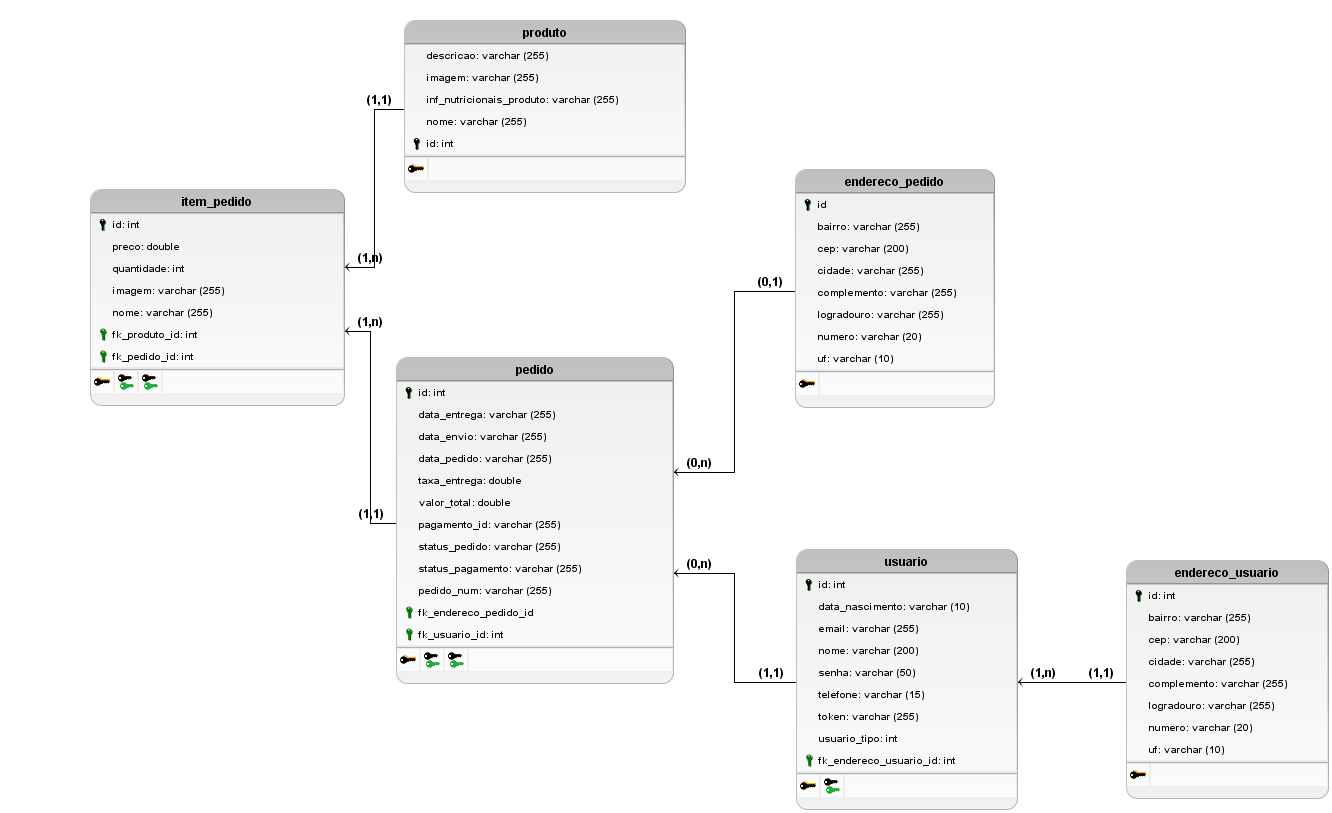 produto
descricao: varchar (255)
imagem: varchar (255)
inf_nutricionais_produto: varchar (255)
nome: varchar (255)
id: int
(1,1)
(1,n)
item_pedido
id: int
preco: double
quantidade: int
imagem: varchar (255)
nome: varchar (255)
fk_produto_id: int
fk_pedido_id: int
(1,n)
(1,1)
endereco_pedido
id
bairro: varchar (255)
cep: varchar (200)
cidade: varchar (255)
complemento: varchar (255)
logradouro: varchar (255)
numero: varchar (20)
uf: varchar (10)
(0,1)
(0,n)
pedido
id: int
data_entrega: varchar (255)
data_envio: varchar (255)
data_pedido: varchar (255)
taxa_entrega: double
valor_total: double
pagamento_id: varchar (255)
status_pedido: varchar (255)
status_pagamento: varchar (255)
pedido_num: varchar (255)
fk_endereco_pedido_id
fk_usuario_id: int
(0,n)
(1,1)
usuario
id: int
data_nascimento: varchar (10)
email: varchar (255)
nome: varchar (200)
senha: varchar (50)
telefone: varchar (15)
token: varchar (255)
usuario_tipo: int
fk_endereco_usuario_id: int
(1,n)
(1,1)
endereco_usuario
id: int
bairro: varchar (255)
cep: varchar (200)
cidade: varchar (255)
complemento: varchar (255)
logradouro: varchar (255)
numero: varchar (20)
uf: varchar (10)